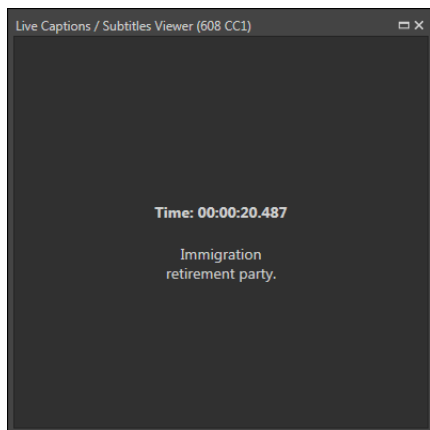 Live Captions / Subtitles Viewer (608 CC1)
Time: 00:00:20.487
Immigration
retirement party.